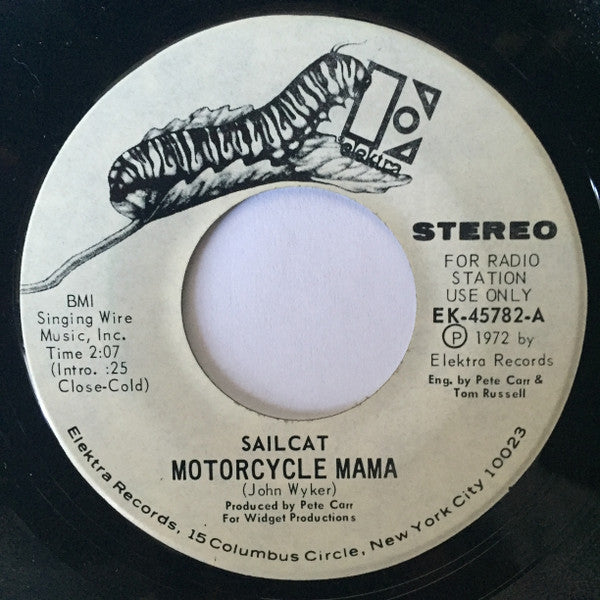 elektra
STEREO
FOR RADIO
STATION
USE ONLY
EK-45782-A
Ⓟ 1972 by
Elektra Records
Eng. by Pete Carr &
Tom Russell
BMI
Singing Wire
Music, Inc.
Time 2:07
(Intro. :25
Close-Cold)
SAILCAT
MOTORCYCLE MAMA
(John Wyker)
Produced by Pete Carr
For Widget Productions
Elektra Records, 15 Columbus Circle, New York City 10023